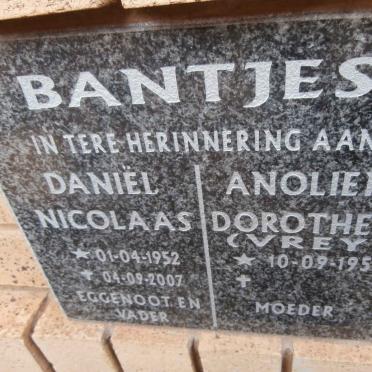 BANTJES
IN TERE HERINNERING AAN
DANIËL
NICOLAAS
★ 01-04-1952
✝ 04-09-2007
EGGENOOT EN
VADER
ANOLIE
DOROTHE
(VREY
★ 10-09-195
✝
MOEDER